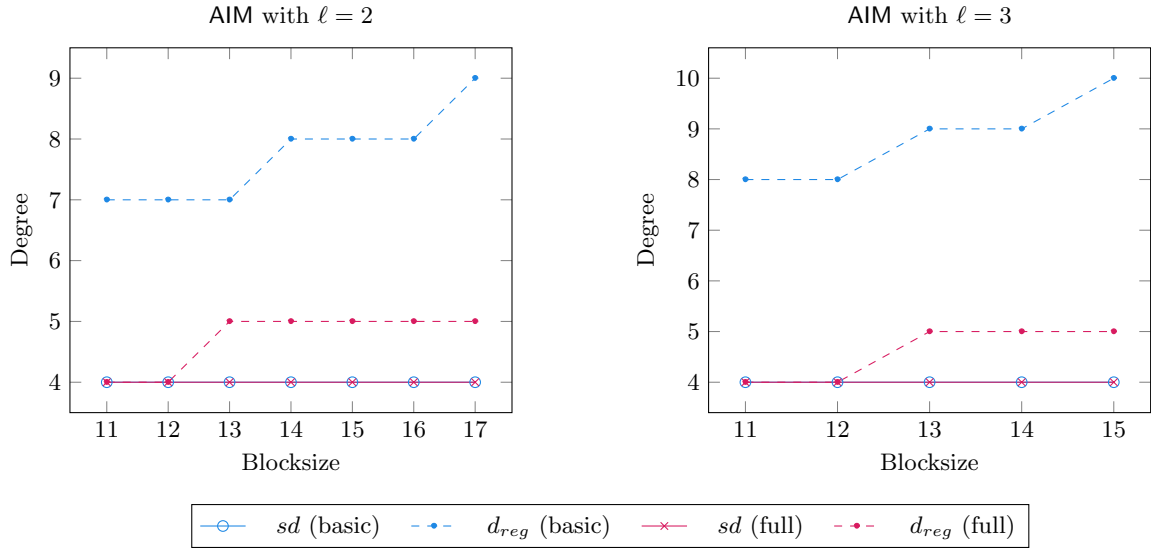 AIM with ℓ = 2
9
8
7
6
5
4
Degree
11 12 13 14 15 16 17
Blocksize
AIM with ℓ = 3
10
9
8
7
6
5
4
Degree
11 12 13 14 15
Blocksize
sd (basic) d_reg (basic) sd (full) d_reg (full)